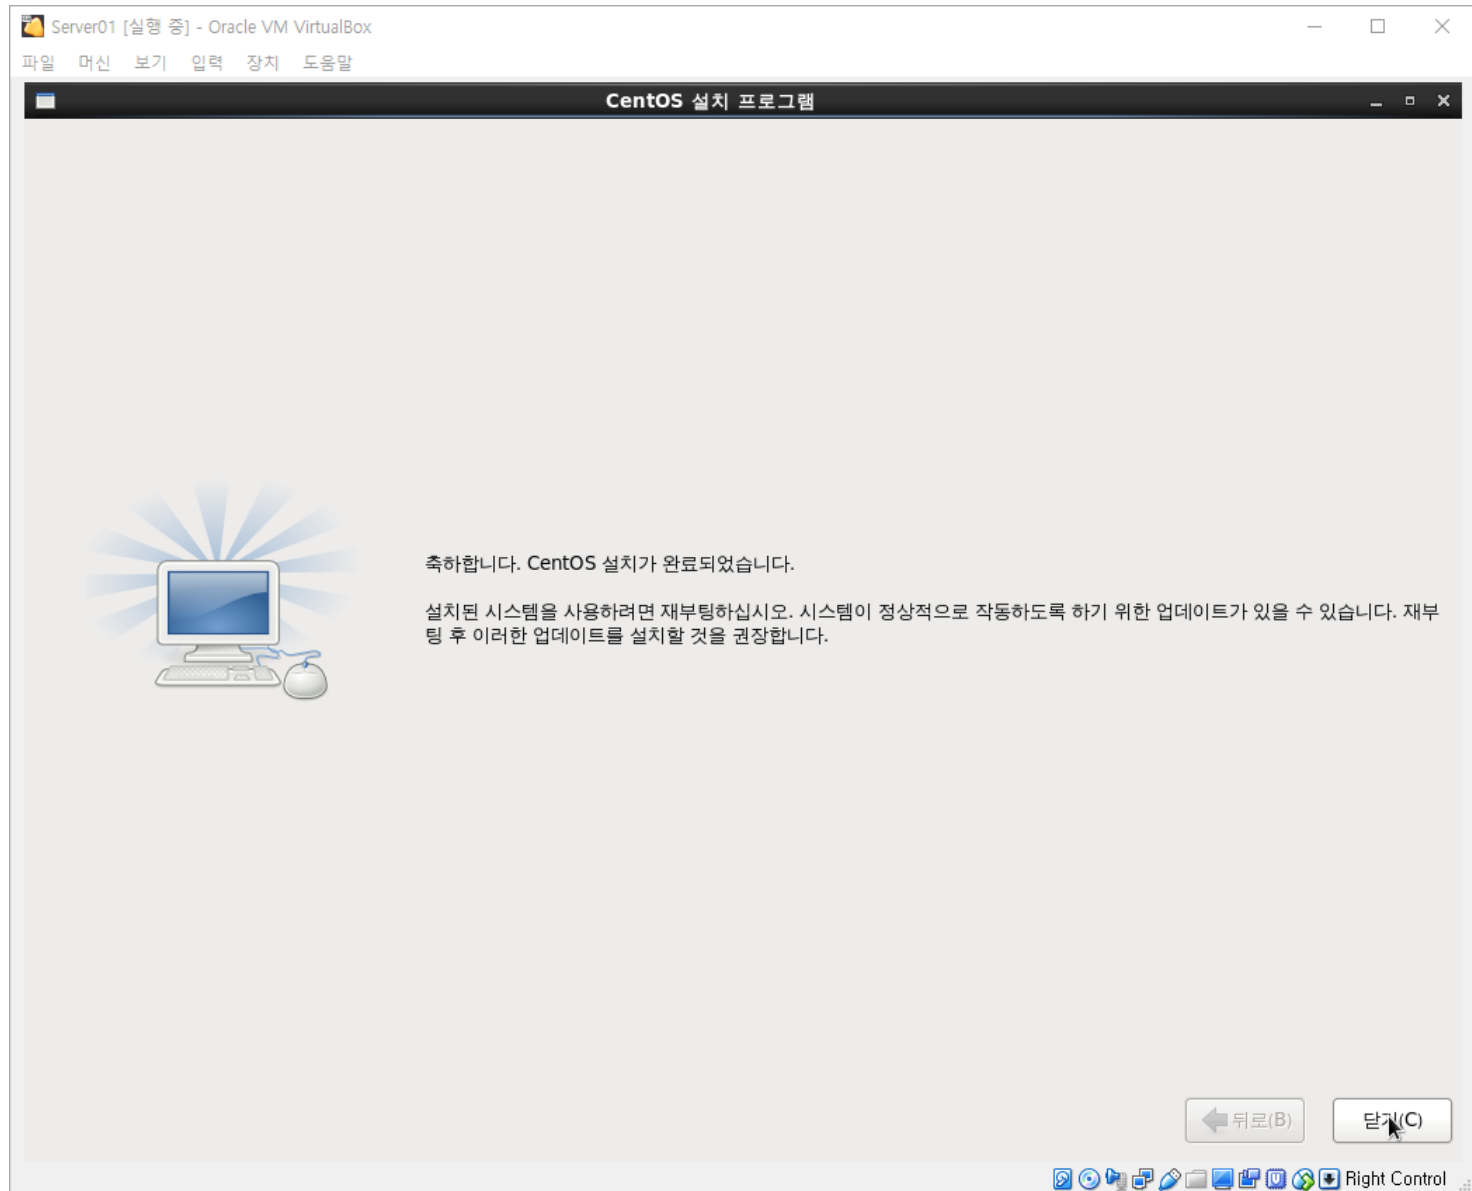 Server01 [실행 중] - Oracle VM VirtualBox
파일 머신 보기 입력 장치 도움말
CentOS 설치 프로그램
축하합니다. CentOS 설치가 완료되었습니다.
설치된 시스템을 사용하려면 재부팅하십시오. 시스템이 정상적으로 작동하도록 하기 위한 업데이트가 있을 수 있습니다. 재부
팅 후 이러한 업데이트를 설치할 것을 권장합니다.
뒤로(B) 닫기(C)
Right Control